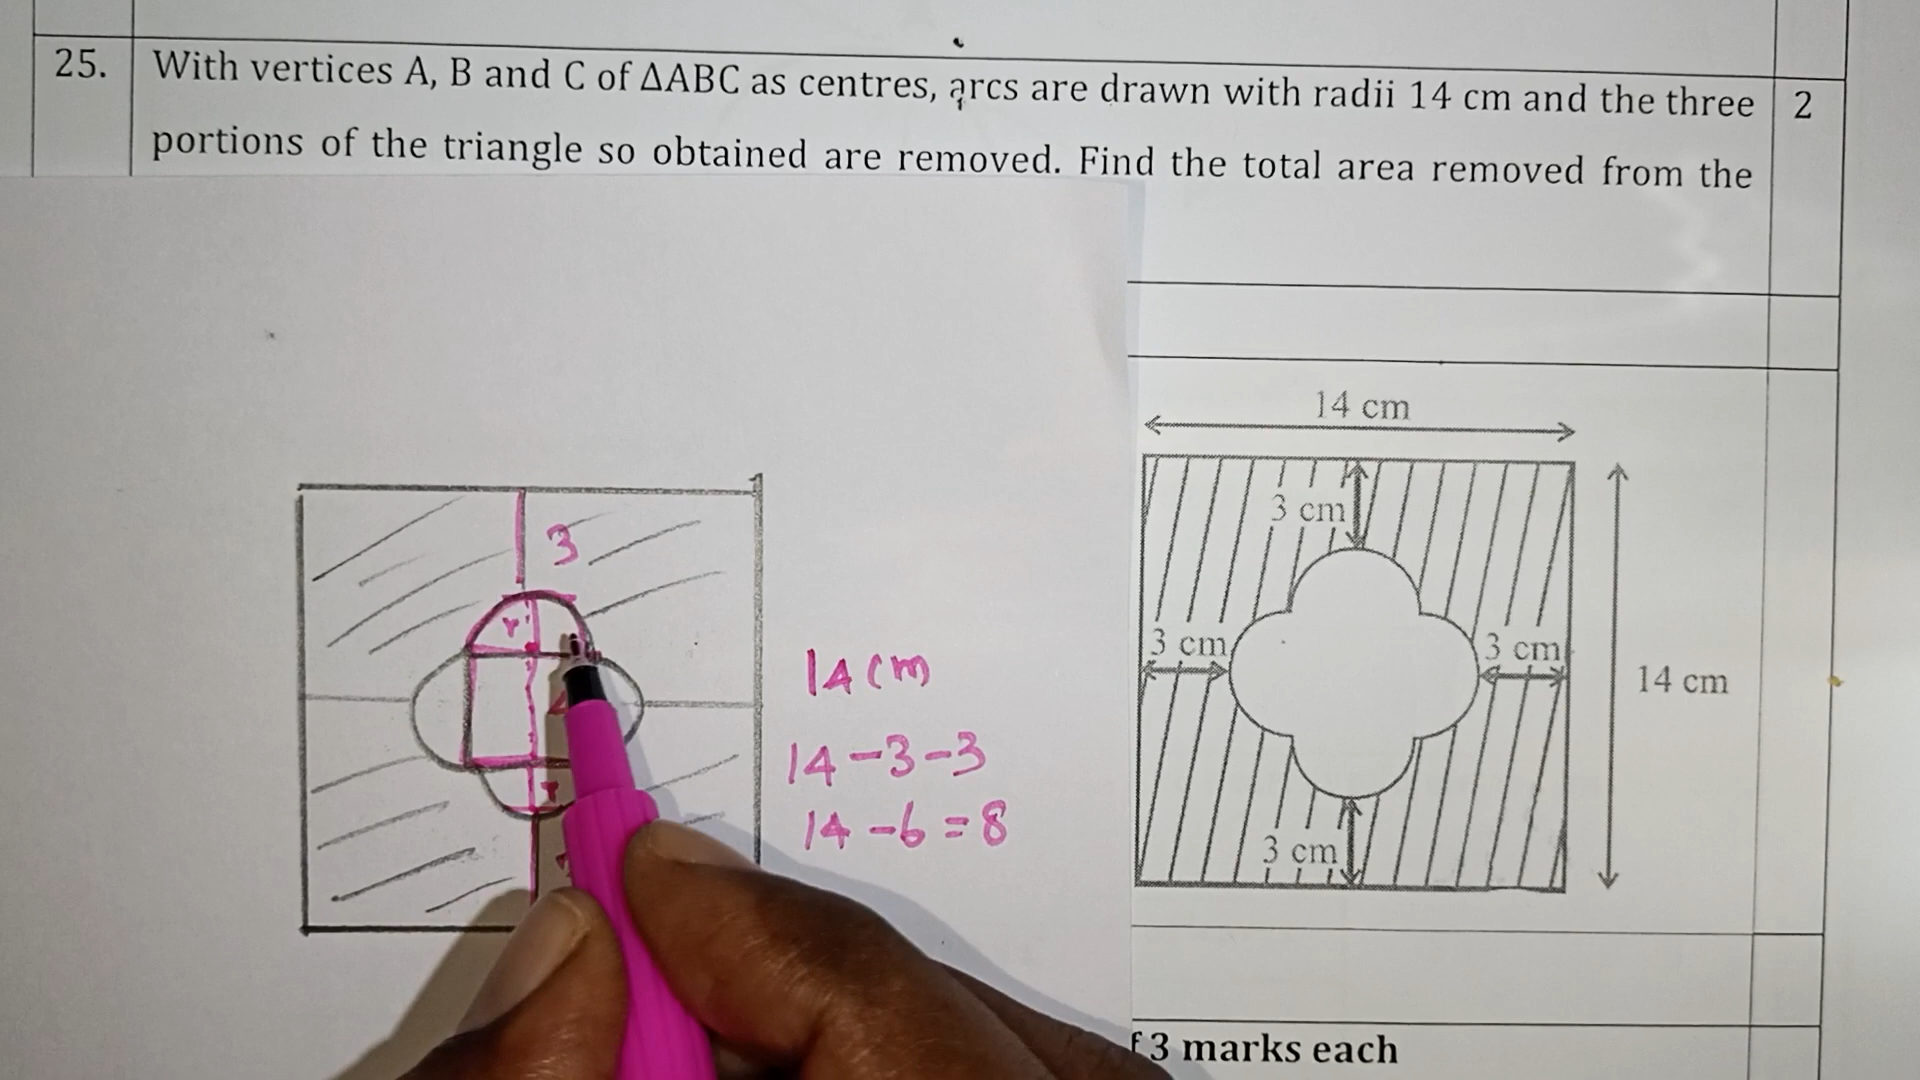 25.
With vertices A, B and C of ΔABC as centres, arcs are drawn with radii 14 cm and the three
2
portions of the triangle so obtained are removed. Find the total area removed from the
14 cm
3 cm
3 cm
3 cm
14 cm
3 cm
3
r
r
14 cm
14 - 3 - 3
14 - 6 = 8
3 marks each